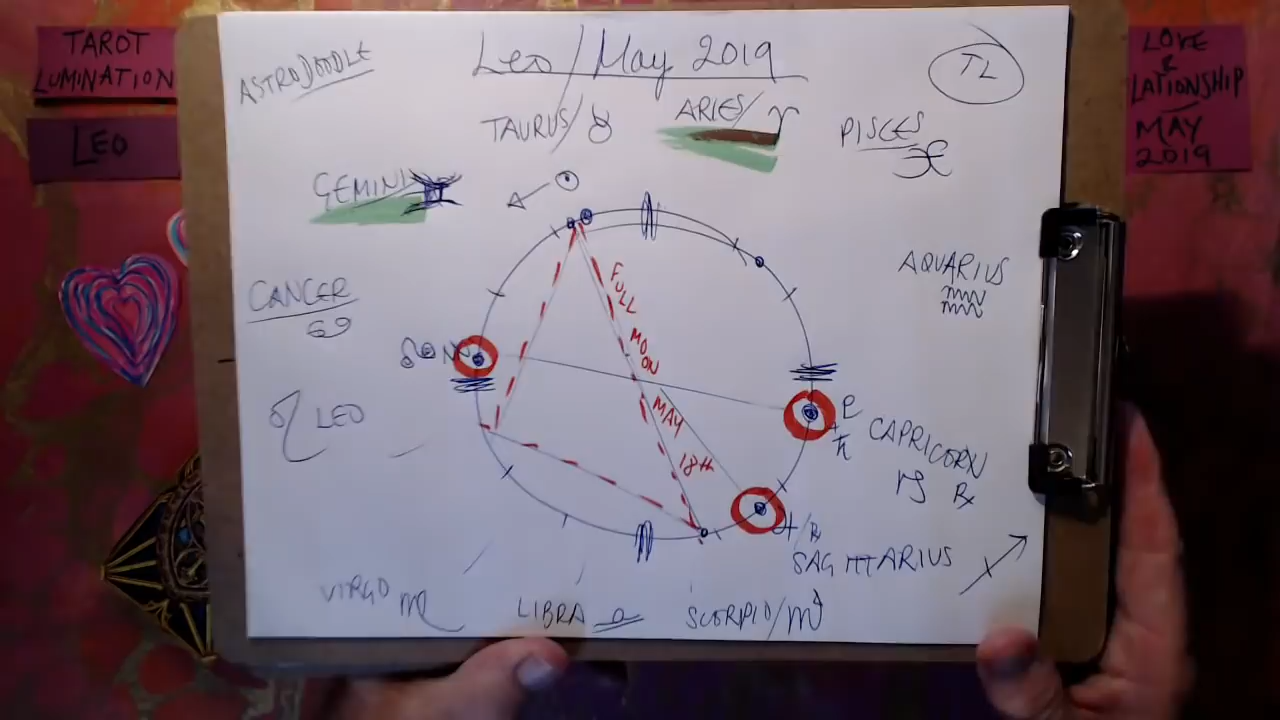 TAROT
LUMINATION
LEO
ASTRODOODLE
Leo/May 2019
TL
LOVE
&
LATIONSHIP
MAY
2019
TAURUS/♉
ARIES/♈
PISCES
♓
GEMINI ♊
CANCER
♋
AQUARIUS
♒
FULL
MOON
MAY
18th
♌ LEO
CAPRICORN
♑ ℞
SAGITTARIUS
♐
VIRGO ♍
LIBRA ♎
SCORPIO/♏